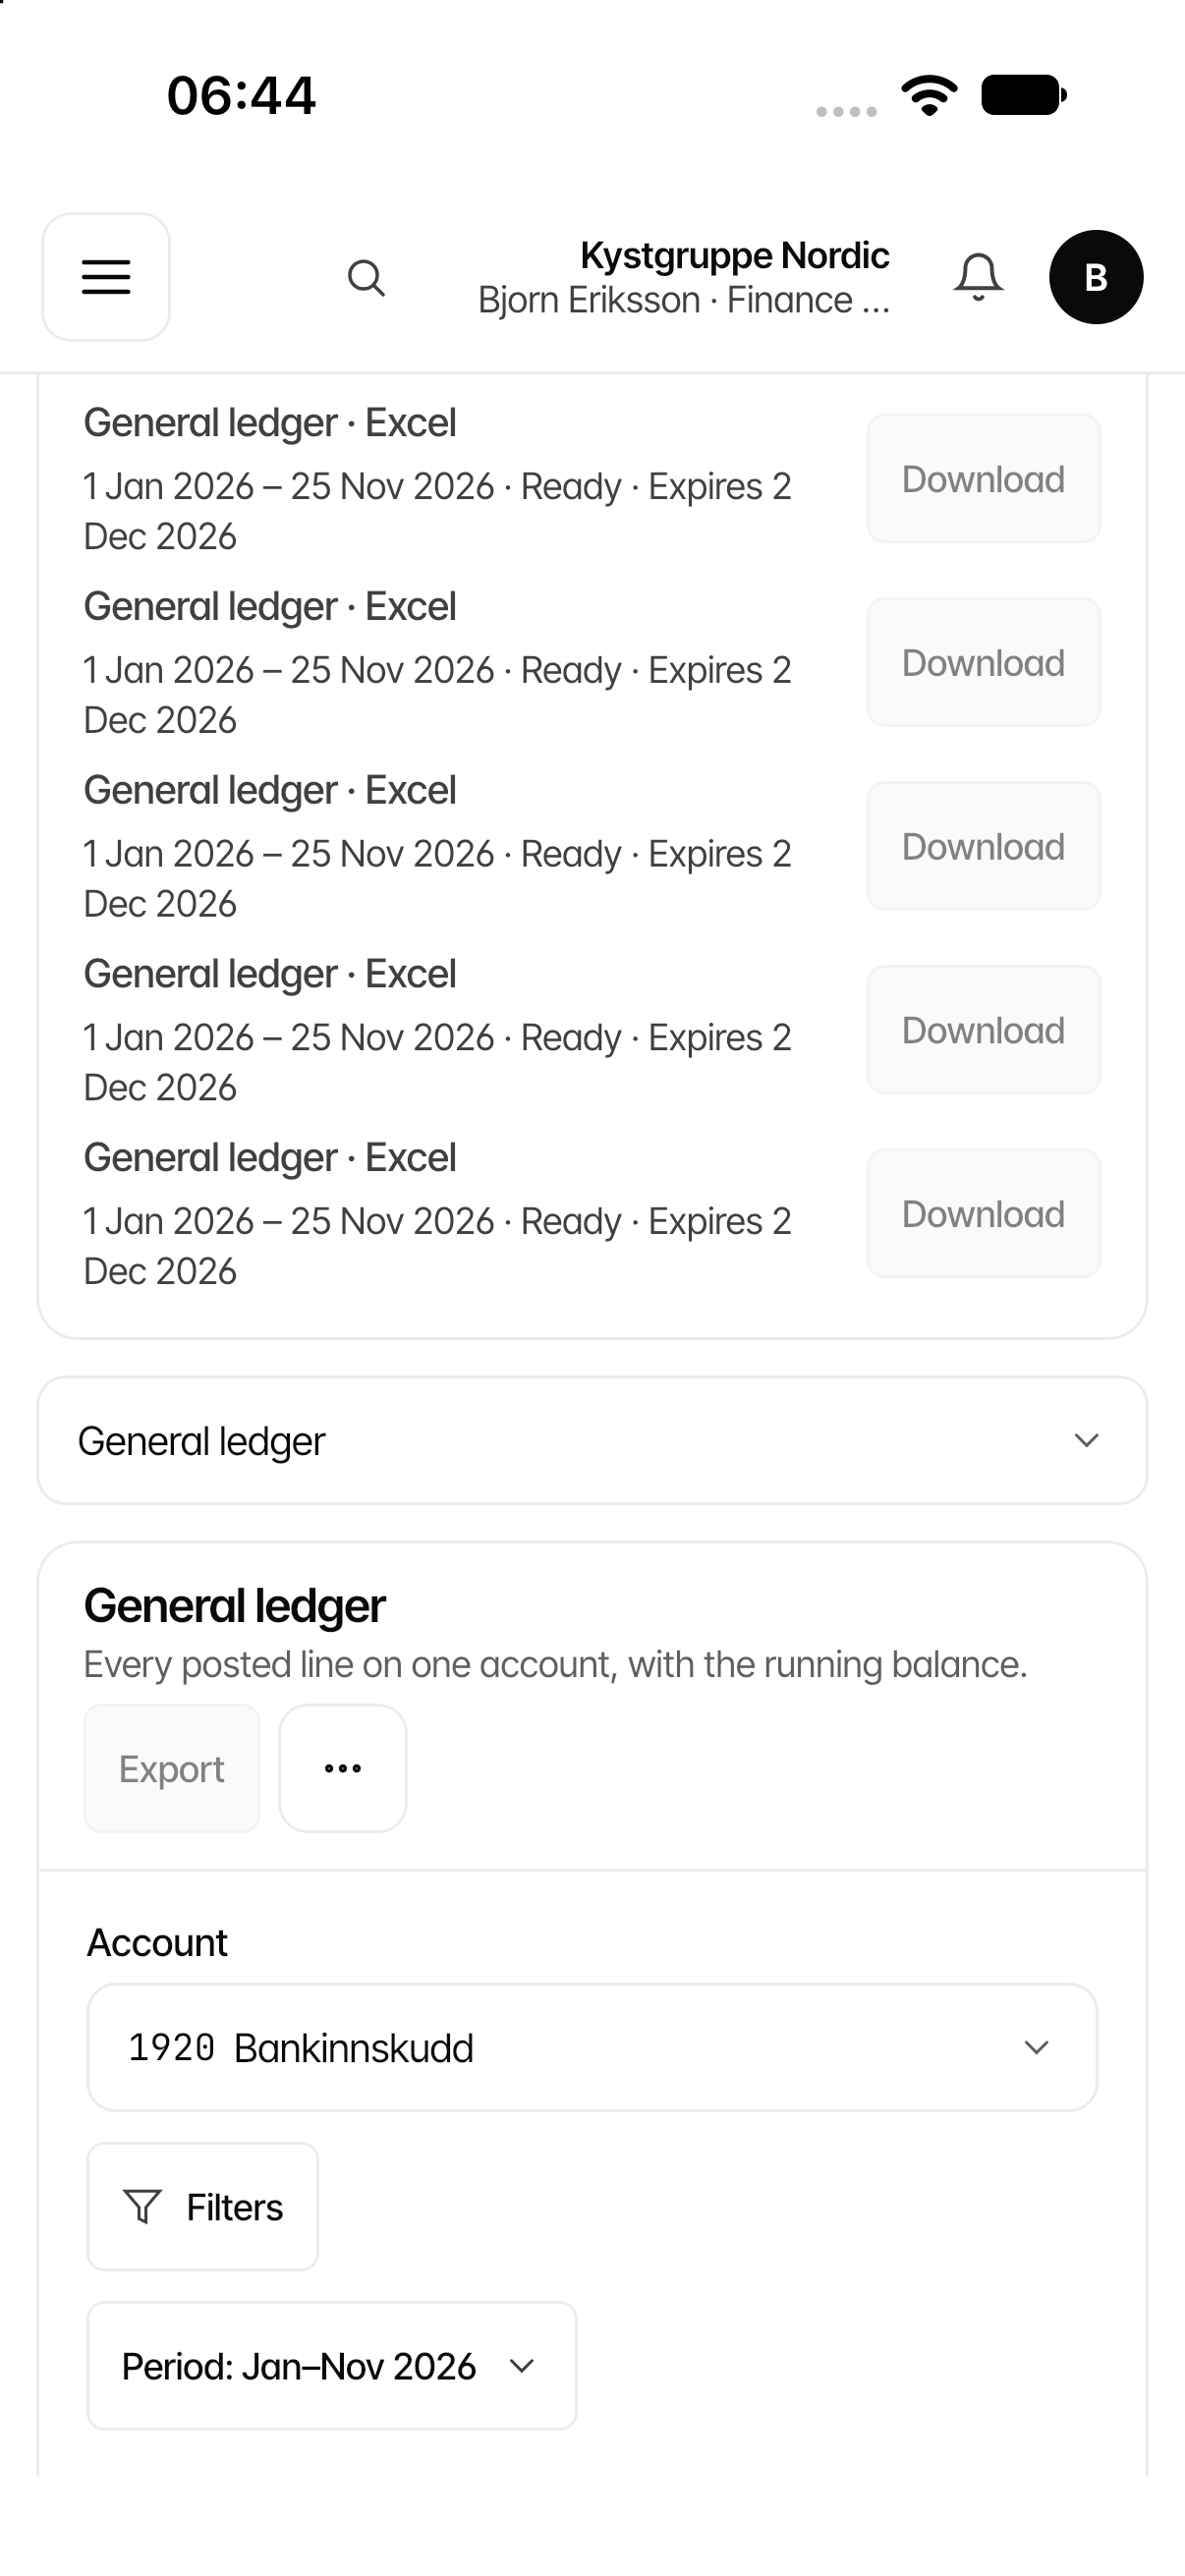 06:44
Kystgruppe Nordic
Bjorn Eriksson · Finance ...
B
General ledger · Excel
1 Jan 2026 – 25 Nov 2026 · Ready · Expires 2
Dec 2026
Download
General ledger · Excel
1 Jan 2026 – 25 Nov 2026 · Ready · Expires 2
Dec 2026
Download
General ledger · Excel
1 Jan 2026 – 25 Nov 2026 · Ready · Expires 2
Dec 2026
Download
General ledger · Excel
1 Jan 2026 – 25 Nov 2026 · Ready · Expires 2
Dec 2026
Download
General ledger · Excel
1 Jan 2026 – 25 Nov 2026 · Ready · Expires 2
Dec 2026
Download
General ledger
General ledger
Every posted line on one account, with the running balance.
Export
Account
1920 Bankinnskudd
Filters
Period: Jan–Nov 2026